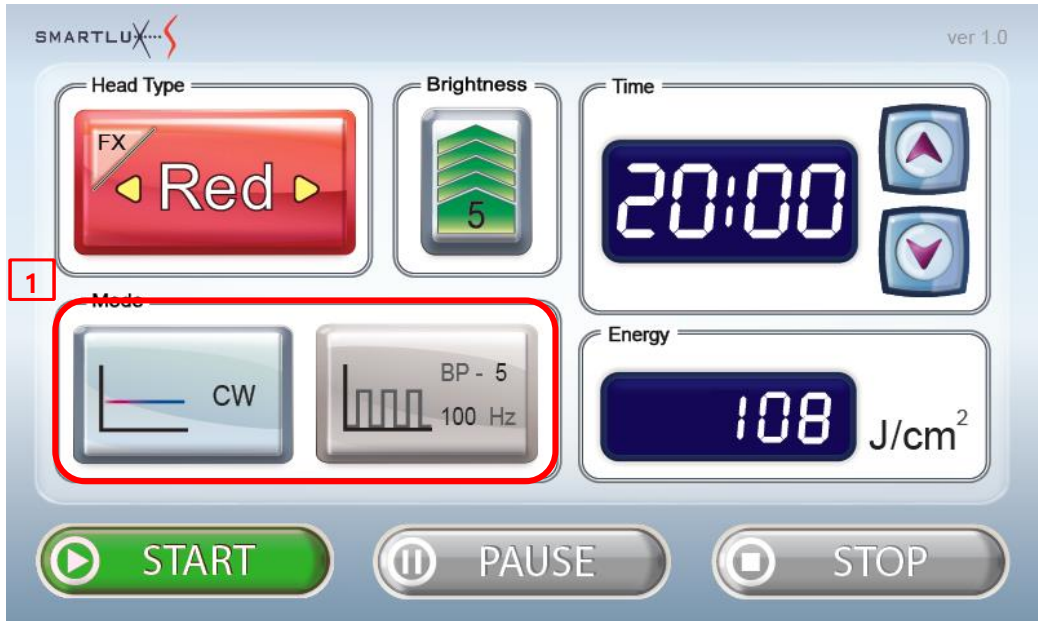 SMARTLUX S
ver 1.0
Head Type
FX
Red
Brightness
5
Time
20:00
1
Mode
CW
BP - 5
100 Hz
Energy
108
J/cm²
START
PAUSE
STOP